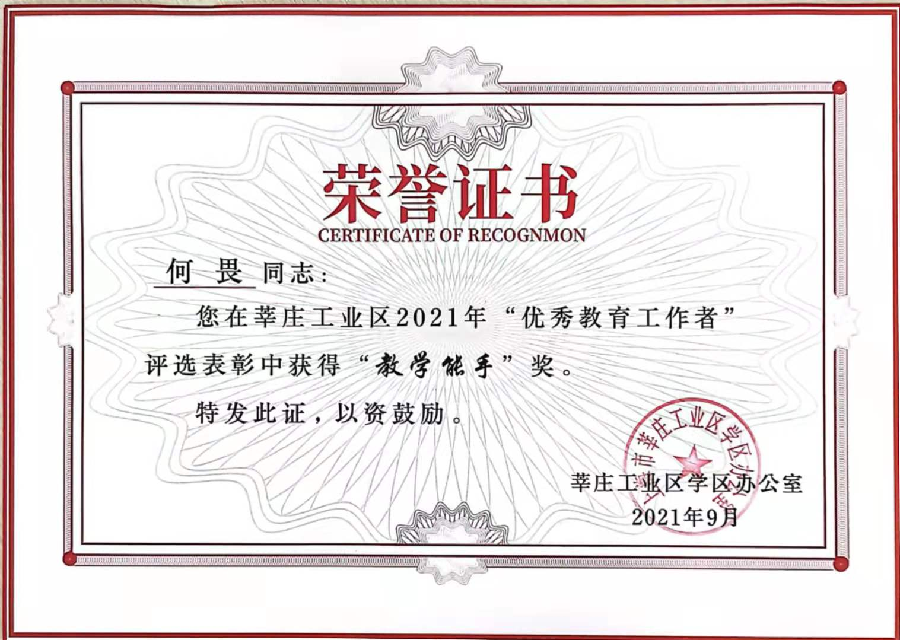 荣誉证书
CERTIFICATE OF RECOGNMON
何 畏 同志：
您在莘庄工业区2021年“优秀教育工作者”
评选表彰中获得“教学能手”奖。
特发此证，以资鼓励。
上海市莘庄工业区学区办公室
莘庄工业区学区办公室
2021年9月